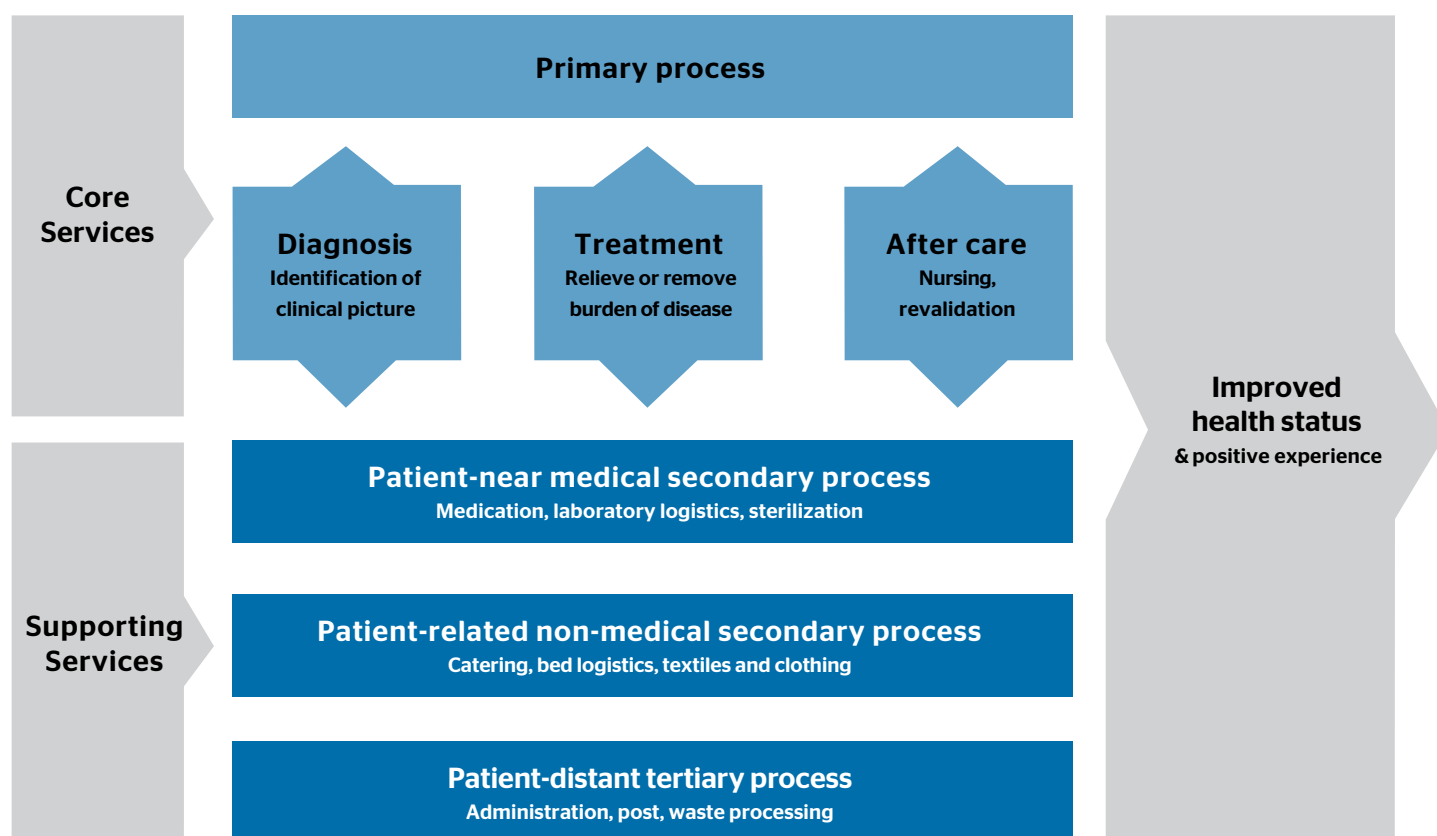 Primary process
Core
Services
Diagnosis
Identification of
clinical picture
Treatment
Relieve or remove
burden of disease
After care
Nursing,
revalidation
Improved
health status
& positive experience
Patient-near medical secondary process
Medication, laboratory logistics, sterilization
Supporting
Services
Patient-related non-medical secondary process
Catering, bed logistics, textiles and clothing
Patient-distant tertiary process
Administration, post, waste processing